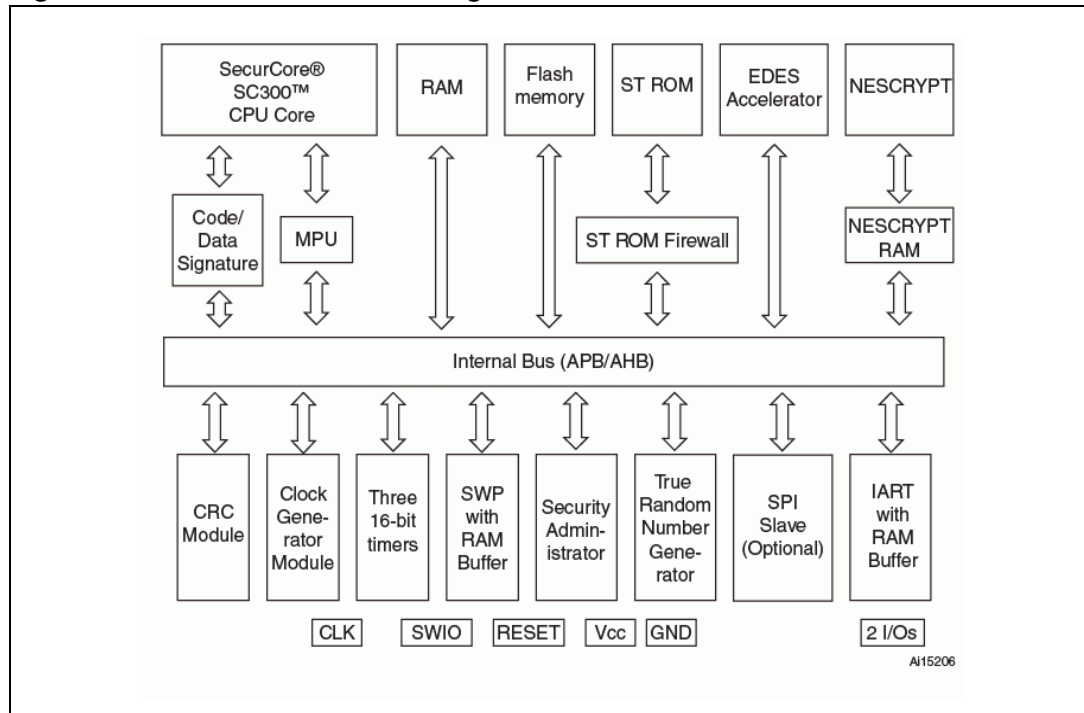 SecurCore®
SC300™
CPU Core
RAM
Flash
memory
ST ROM
EDES
Accelerator
NESCRYPT
Code/
Data
Signature
MPU
ST ROM Firewall
NESCRYPT
RAM
Internal Bus (APB/AHB)
CRC
Module
Clock
Gene-
rator
Module
Three
16-bit
timers
SWP
with
RAM
Buffer
Security
Admin-
istrator
True
Random
Number
Gene-
rator
SPI
Slave
(Optional)
IART
with
RAM
Buffer
CLK
SWIO
RESET
Vcc
GND
2 I/Os
Ai15206